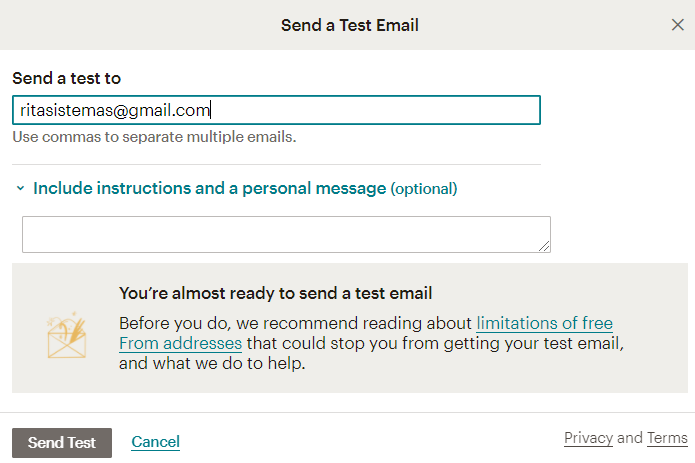 Send a Test Email
Send a test to
ritasistemas@gmail.com
Use commas to separate multiple emails.
Include instructions and a personal message (optional)
You’re almost ready to send a test email
Before you do, we recommend reading about limitations of free
From addresses that could stop you from getting your test email,
and what we do to help.
Send Test Cancel Privacy and Terms